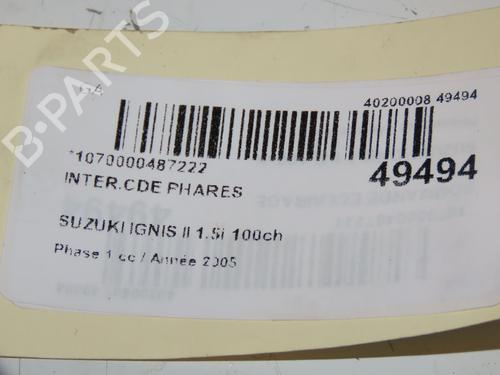 B-PARTS
40200008 49494
*1070000487222
49494
INTER.CDE PHARES
SUZUKI IGNIS II 1.5i 100ch
Phase 1 cc / Année 2005